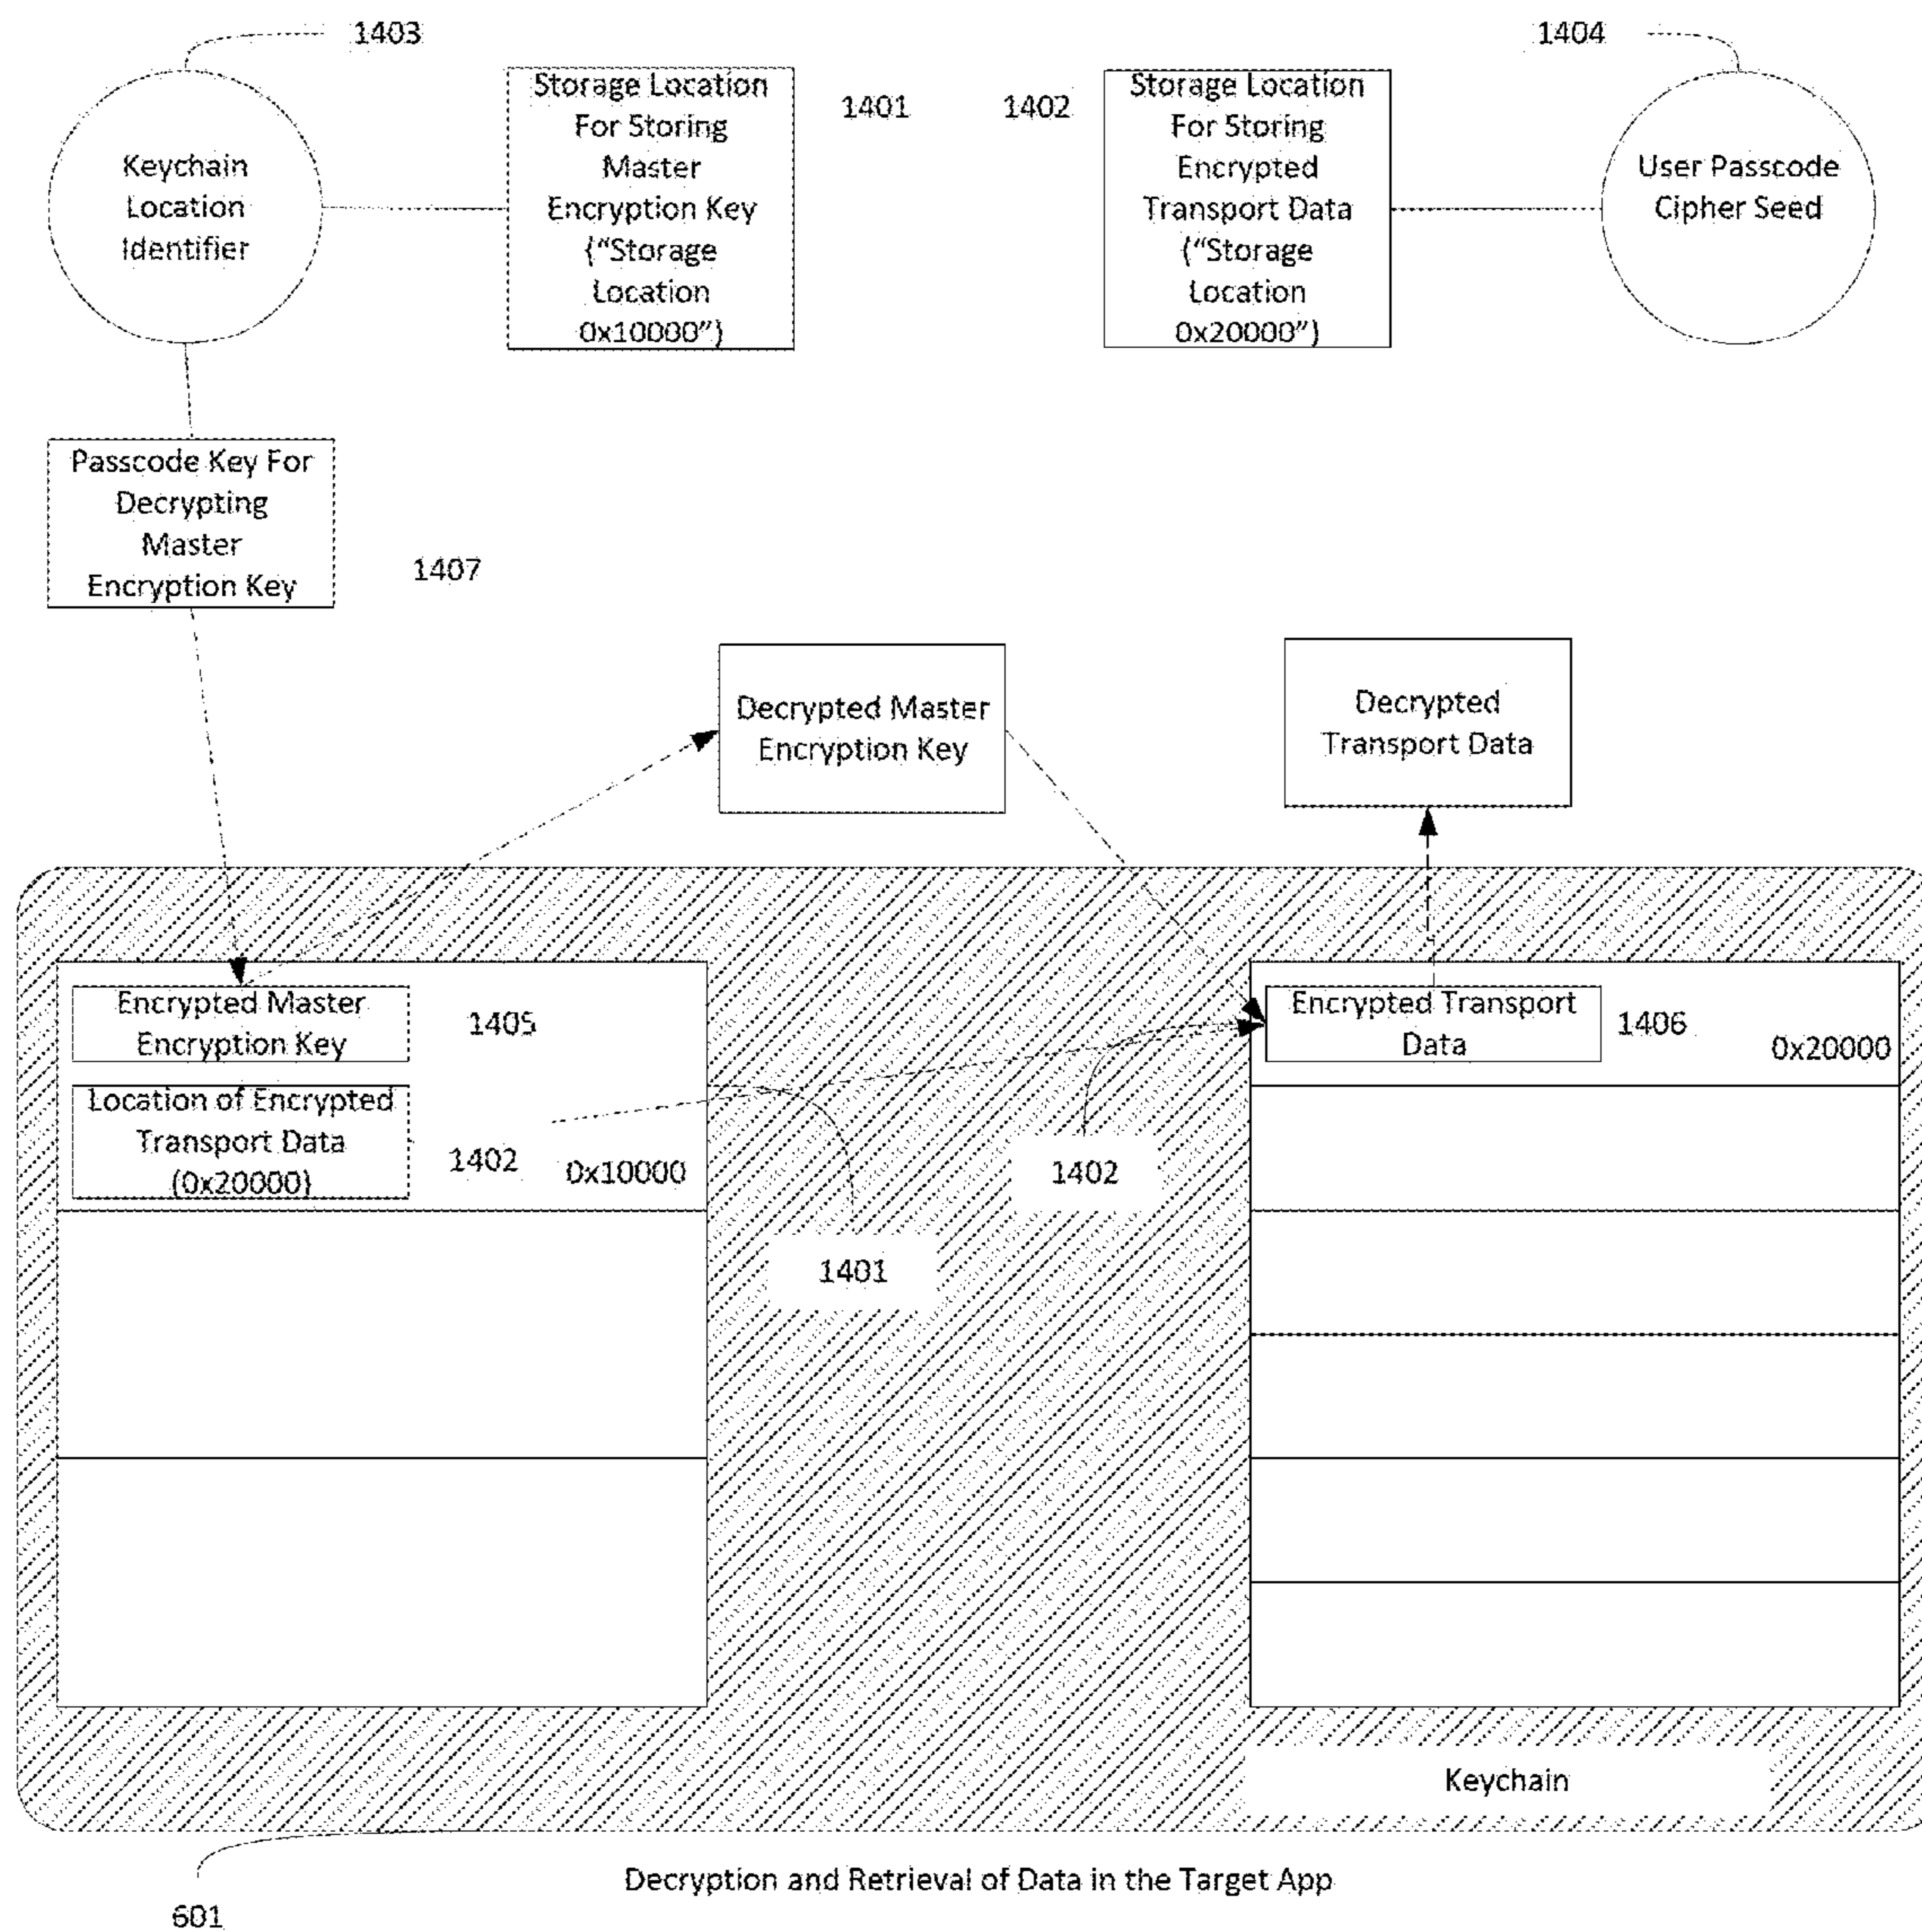 1403
1404
Storage Location
For Storing
Master
Encryption Key
("Storage
Location
0x10000")
1401
1402
Storage Location
For Storing
Encrypted
Transport Data
("Storage
Location
0x20000")
Keychain
Location
Identifier
User Passcode
Cipher Seed
Passcode Key For
Decrypting
Master
Encryption Key
1407
Decrypted Master
Encryption Key
Decrypted
Transport Data
Encrypted Master
Encryption Key
1405
Encrypted Transport
Data
1406
0x20000
Location of Encrypted
Transport Data
(0x20000)
1402
0x10000
1402
1401
Keychain
Decryption and Retrieval of Data in the Target App
601